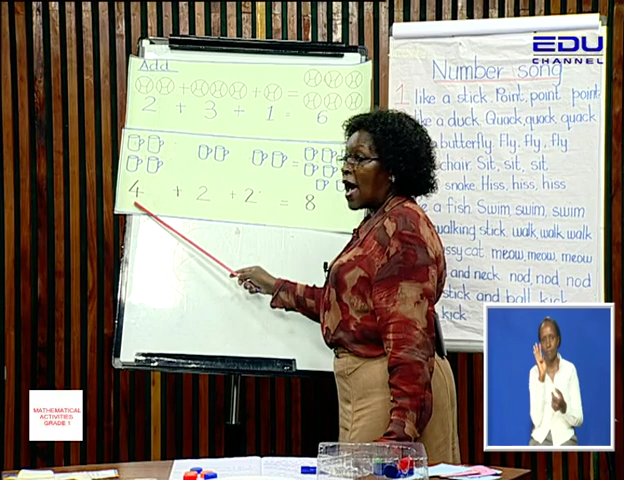 EDU
CHANNEL
Add
2 + 3 + 1 = 6
4 + 2 + 2 = 8
Number song
1 like a stick Point, point point
a duck. Quack, quack, quack
butterfly Fly, fly, fly
chair Sit, sit, sit
snake Hiss, hiss, hiss
a fish Swim, swim, swim
walking stick, walk, walk, walk
cat meow, meow, meow
and neck. nod, nod, nod
stick and ball kick
kick
MATHEMATICAL
ACTIVITIES
GRADE 1